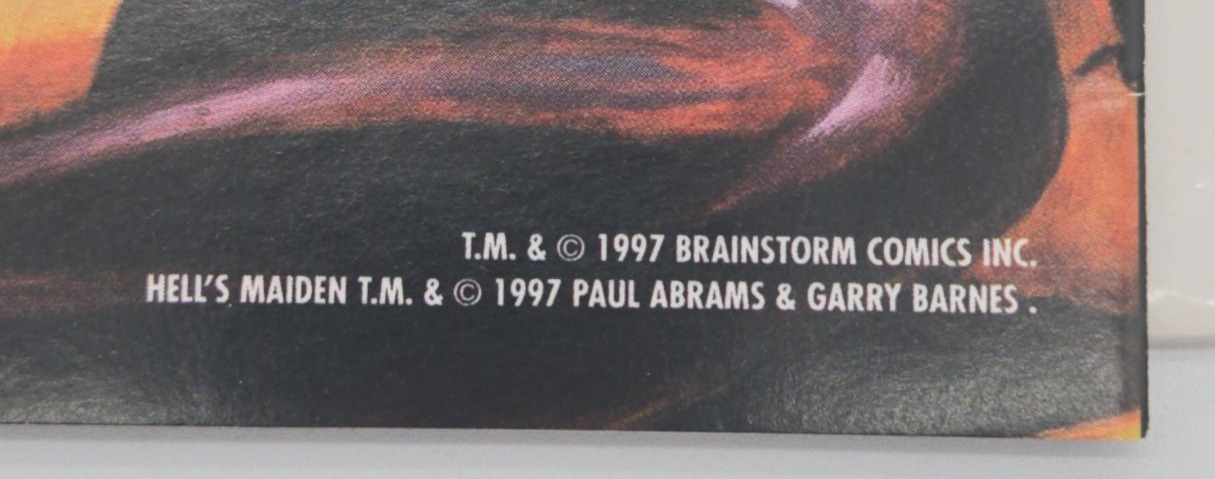 T.M. & © 1997 BRAINSTORM COMICS INC.
HELL'S MAIDEN T.M. & © 1997 PAUL ABRAMS & GARRY BARNES .